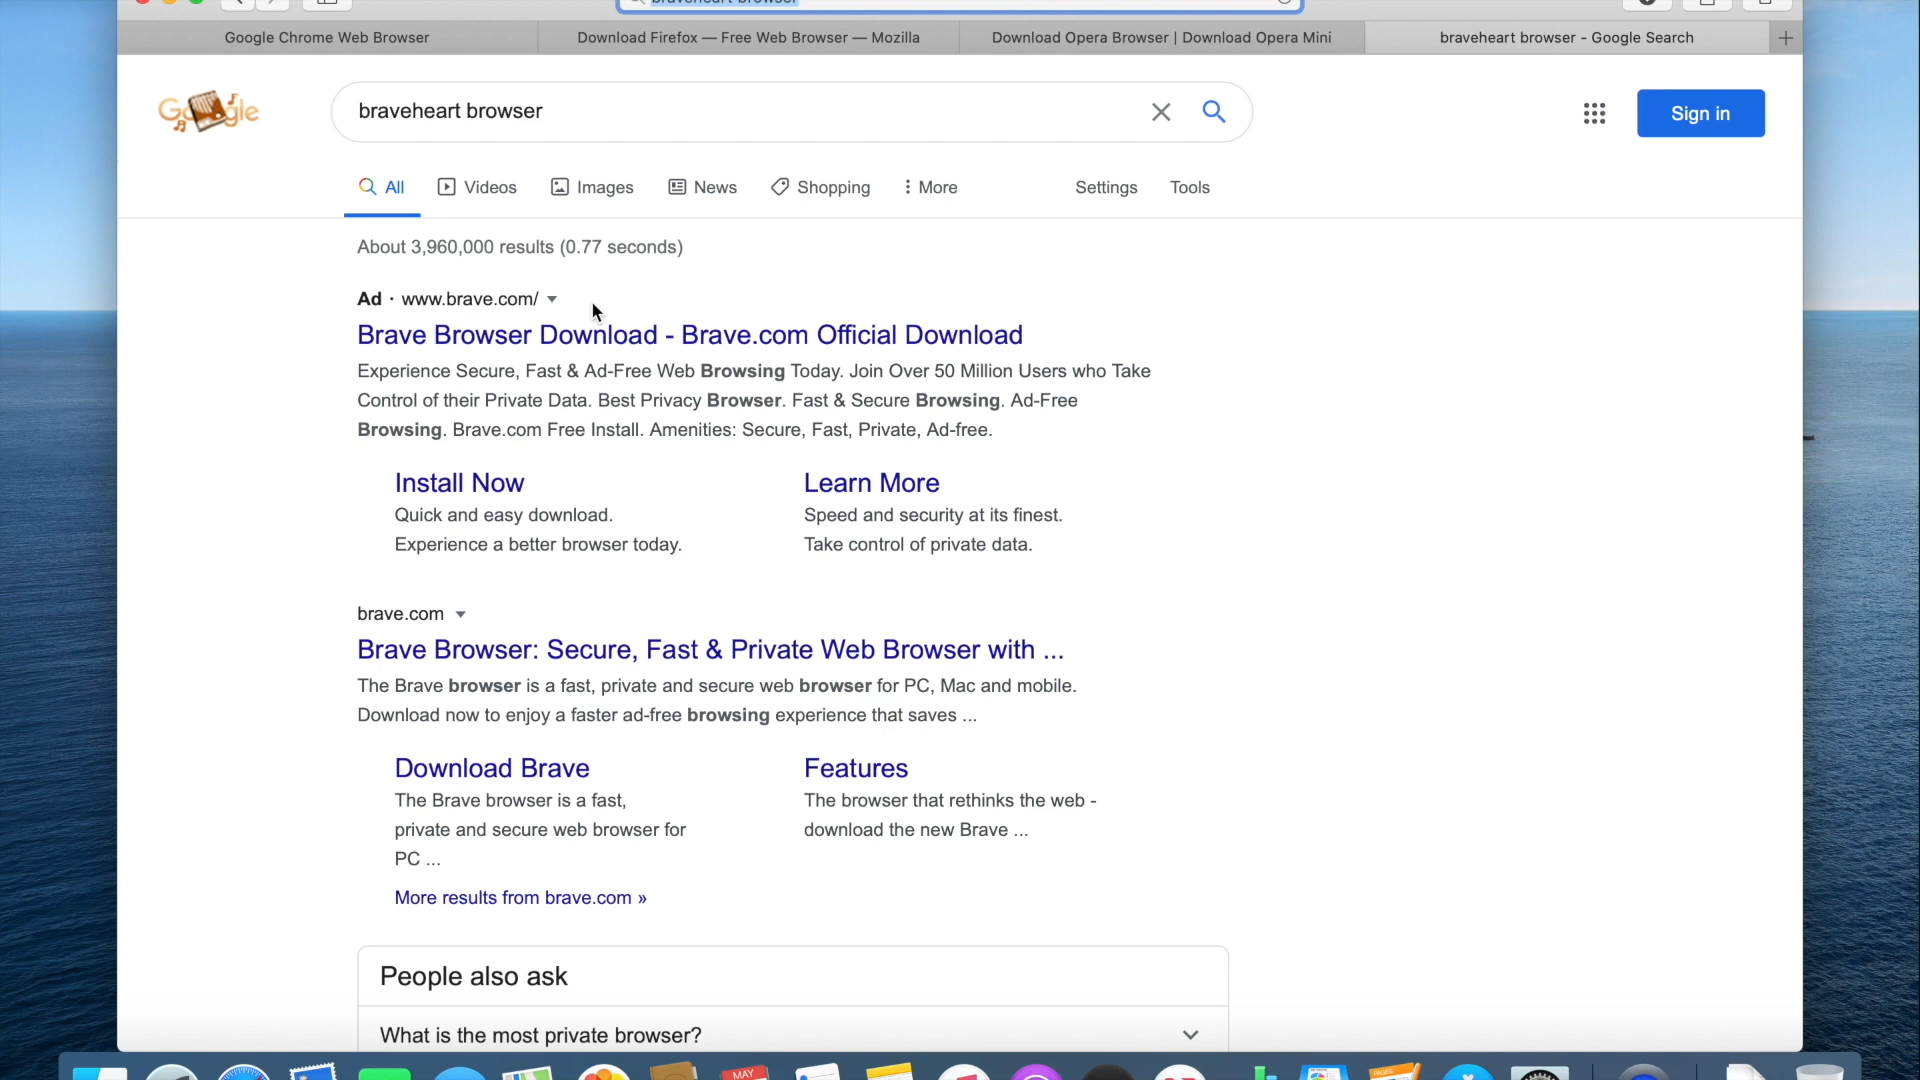 braveheart browser
Google Chrome Web Browser
Download Firefox — Free Web Browser — Mozilla
Download Opera Browser | Download Opera Mini
braveheart browser - Google Search
Google
braveheart browser
Sign in
All
Videos
Images
News
Shopping
More
Settings
Tools
About 3,960,000 results (0.77 seconds)
Ad · www.brave.com/
Brave Browser Download - Brave.com Official Download
Experience Secure, Fast & Ad-Free Web Browsing Today. Join Over 50 Million Users who Take
Control of their Private Data. Best Privacy Browser. Fast & Secure Browsing. Ad-Free
Browsing. Brave.com Free Install. Amenities: Secure, Fast, Private, Ad-free.
Install Now
Quick and easy download.
Experience a better browser today.
Learn More
Speed and security at its finest.
Take control of private data.
brave.com
Brave Browser: Secure, Fast & Private Web Browser with ...
The Brave browser is a fast, private and secure web browser for PC, Mac and mobile.
Download now to enjoy a faster ad-free browsing experience that saves ...
Download Brave
The Brave browser is a fast,
private and secure web browser for
PC ...
Features
The browser that rethinks the web -
download the new Brave ...
More results from brave.com »
People also ask
What is the most private browser?
MAY
PAGES